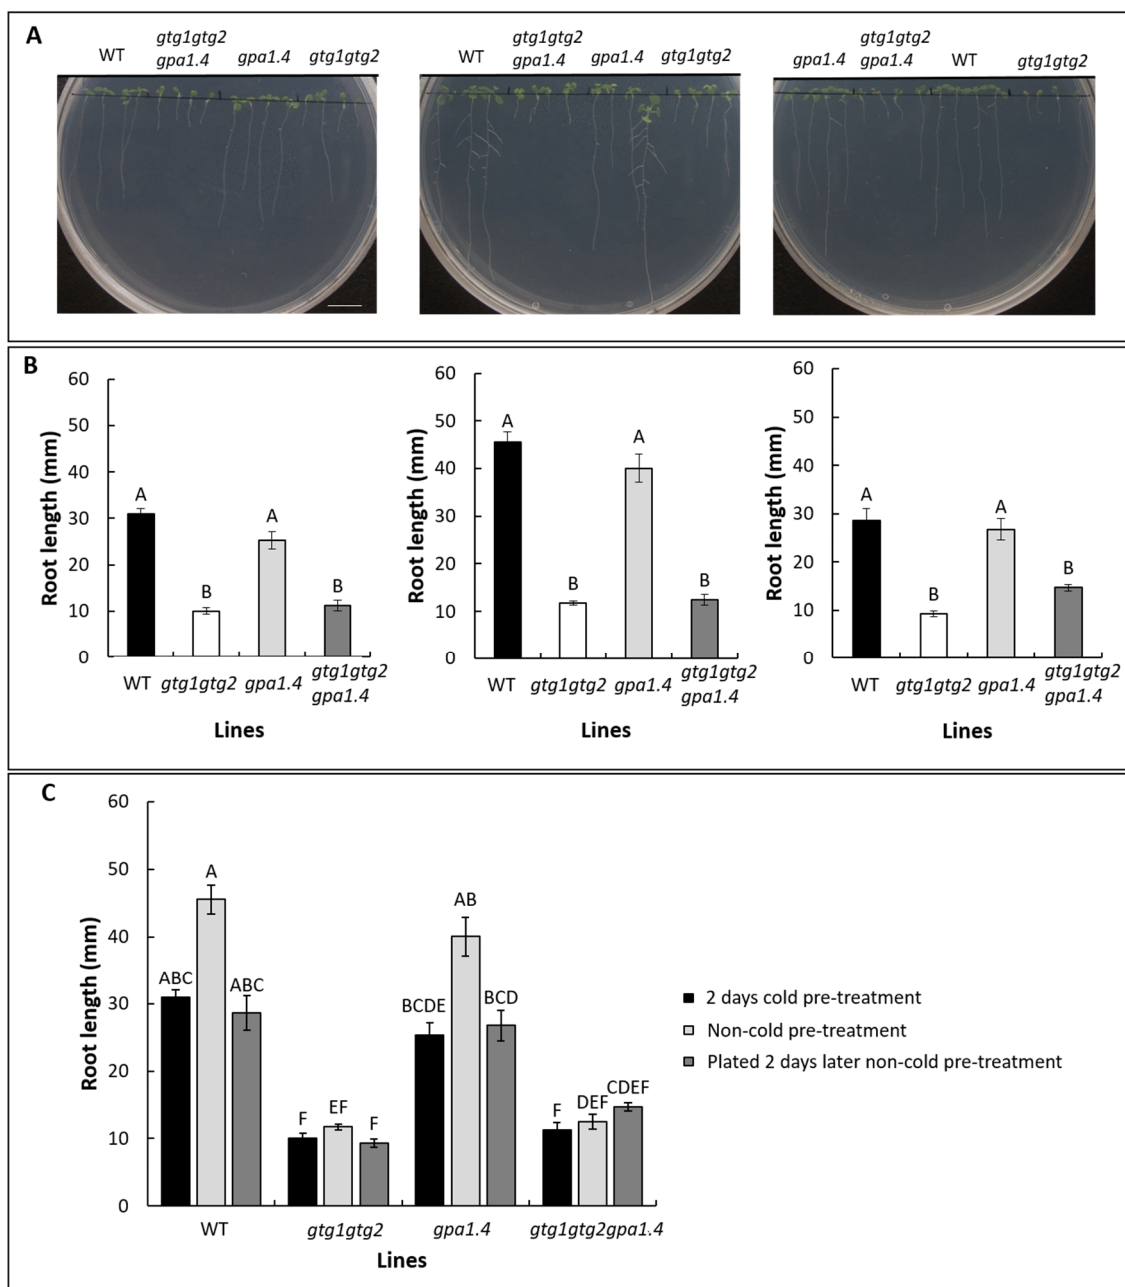 A
WT
gtg1gtg2
gpa1.4
gpa1.4
gtg1gtg2
WT
gtg1gtg2
gpa1.4
gpa1.4
gtg1gtg2
gpa1.4
gtg1gtg2
gpa1.4
WT
gtg1gtg2
B
Root length (mm)
60
50
40
30
20
10
0
A
B
A
B
WT
gtg1gtg2
gpa1.4
gtg1gtg2
gpa1.4
Lines
Root length (mm)
60
50
40
30
20
10
0
A
B
A
B
WT
gtg1gtg2
gpa1.4
gtg1gtg2
gpa1.4
Lines
Root length (mm)
60
50
40
30
20
10
0
A
B
A
B
WT
gtg1gtg2
gpa1.4
gtg1gtg2
gpa1.4
Lines
C
Root length (mm)
60
50
40
30
20
10
0
ABC
A
ABC
F
EF
F
BCDE
AB
BCD
F
DEF
CDEF
WT
gtg1gtg2
gpa1.4
gtg1gtg2gpa1.4
Lines
2 days cold pre-treatment
Non-cold pre-treatment
Plated 2 days later non-cold pre-treatment